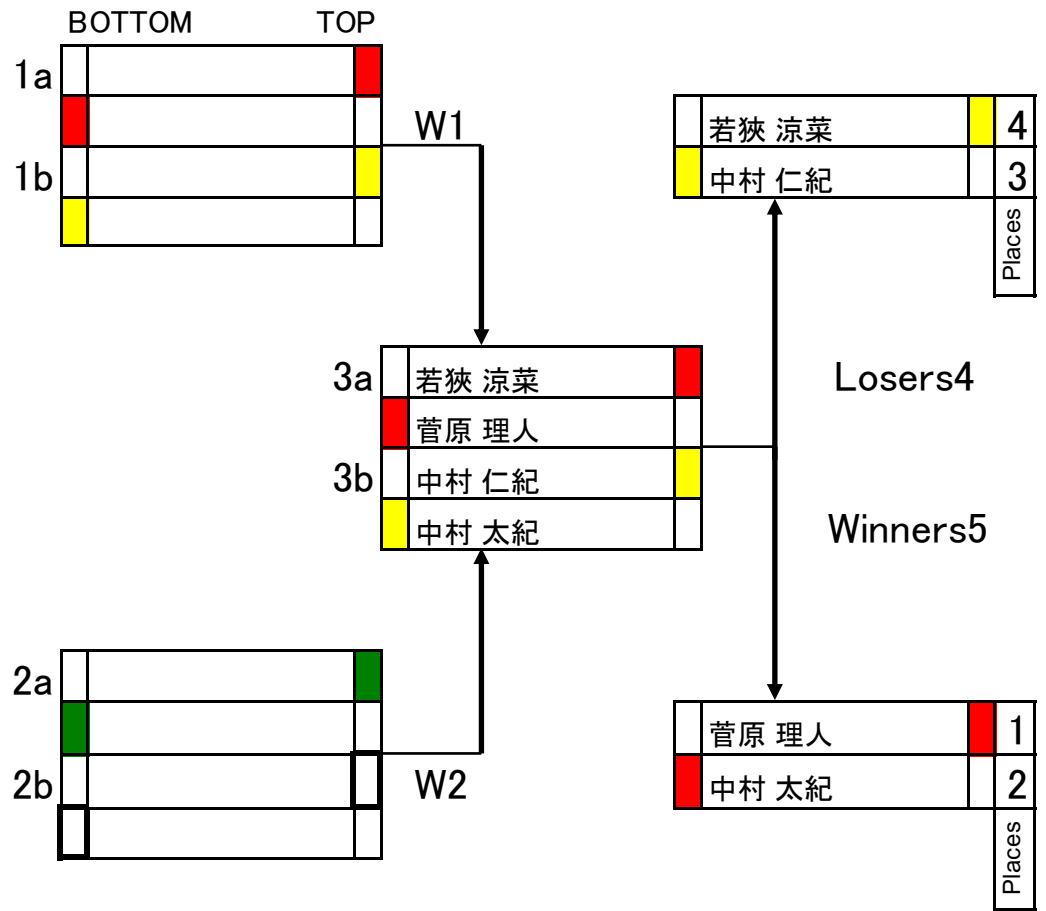 BOTTOM TOP
1a
W1
1b
若狹 涼菜 4
中村 仁紀 3
Places
3a 若狹 涼菜
菅原 理人
3b 中村 仁紀
中村 太紀
Losers4
Winners5
2a
2b
W2
菅原 理人 1
中村 太紀 2
Places